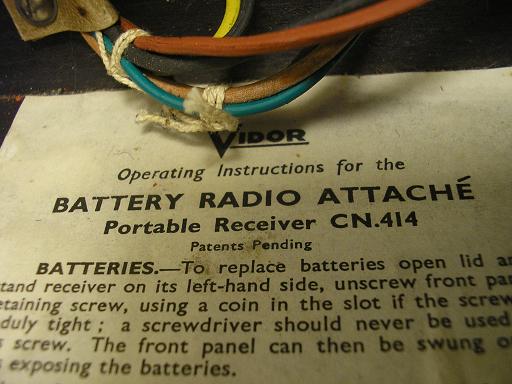 VIDOR
Operating Instructions for the
BATTERY RADIO ATTACHÉ
Portable Receiver CN.414
Patents Pending
BATTERIES.—To replace batteries open lid
receiver on its left-hand side, unscrew front
screw, using a coin in the slot if the screw
duly tight; a screwdriver should never be used
screw. The front panel can then be swung
exposing the batteries.